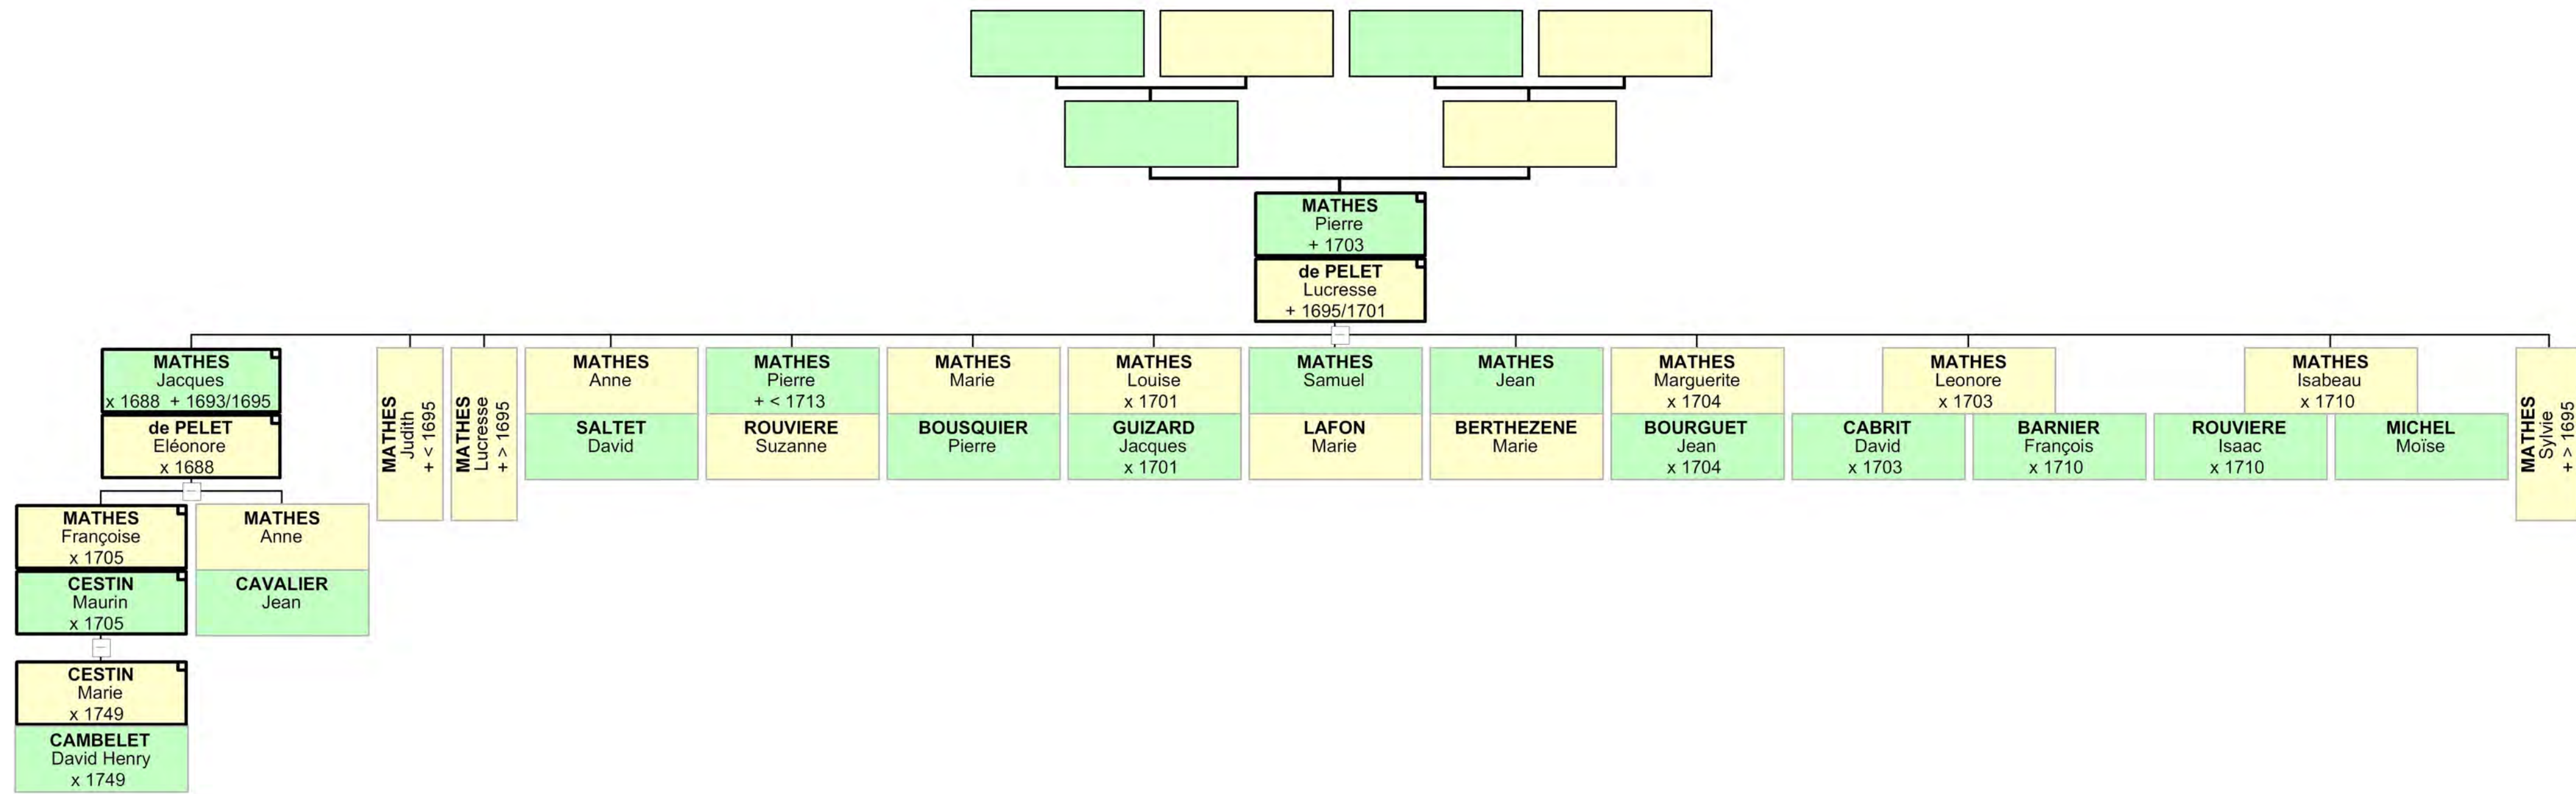 MATHES
Pierre
+ 1703
de PELET
Lucresse
+ 1695/1701
MATHES
Jacques
x 1688 + 1693/1695
de PELET
Eléonore
x 1688
MATHES
Judith
+ < 1695
MATHES
Lucresse
+ > 1695
MATHES
Anne
SALTET
David
MATHES
Pierre
+ < 1713
ROUVIERE
Suzanne
MATHES
Marie
BOUSQUIER
Pierre
MATHES
Louise
x 1701
GUIZARD
Jacques
x 1701
MATHES
Samuel
LAFON
Marie
MATHES
Jean
BERTHEZENE
Marie
MATHES
Marguerite
x 1704
BOURGUET
Jean
x 1704
MATHES
Leonore
x 1703
CABRIT
David
x 1703
BARNIER
François
x 1710
MATHES
Isabeau
x 1710
ROUVIERE
Isaac
x 1710
MICHEL
Moïse
MATHES
Sylvie
+ > 1695
MATHES
Françoise
x 1705
CESTIN
Maurin
x 1705
MATHES
Anne
CAVALIER
Jean
CESTIN
Marie
x 1749
CAMBELET
David Henry
x 1749